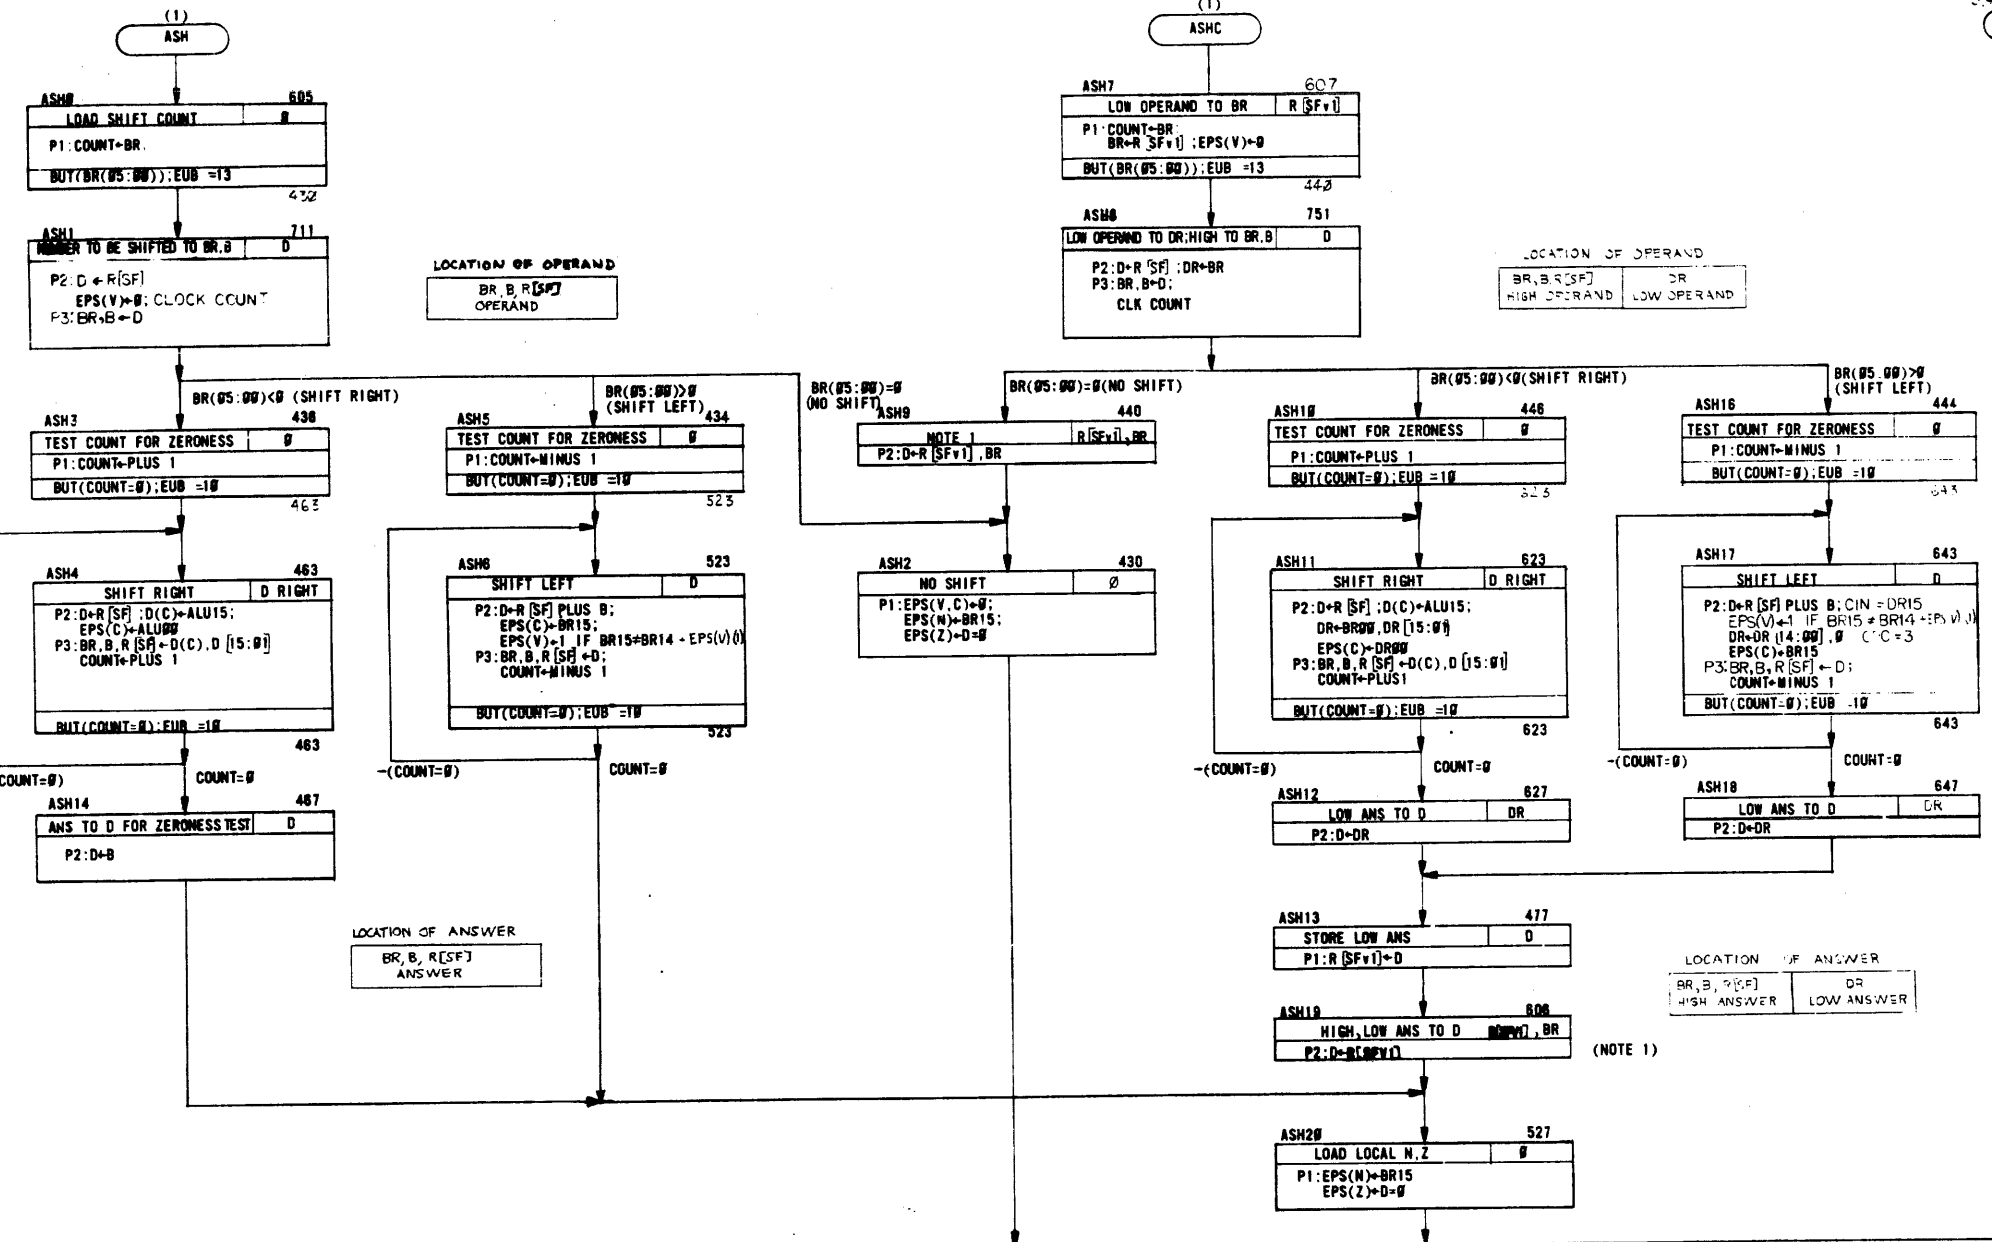 (1)
ASH
ASH0 605
LOAD SHIFT COUNT 0
P1:COUNT←BR.
BUT(BR(05:00));EUB =13
430
ASH1 711
TO BE SHIFTED TO BR,B D
P2:D ← R[SF]
EPS(V)←0; CLOCK COUNT
P3:BR,B←D
LOCATION OF OPERAND
BR,B,R[SF]
OPERAND
BR(05:00)<0 (SHIFT RIGHT)
BR(05:00)>0
(SHIFT LEFT)
BR(05:00)=0
(NO SHIFT)
ASH3 436
TEST COUNT FOR ZERONESS 0
P1:COUNT←PLUS 1
BUT(COUNT=0);EUB =10
463
ASH5 434
TEST COUNT FOR ZERONESS 0
P1:COUNT←MINUS 1
BUT(COUNT=0);EUB =10
523
ASH4 463
SHIFT RIGHT D RIGHT
P2:D←R[SF] ;D(C)←ALU15;
EPS(C)←ALU00
P3:BR,B,R[SF]←D(C),D[15:01]
COUNT←PLUS 1
BUT(COUNT=0);EUB =10
463
COUNT=0)
COUNT=0
ASH6 523
SHIFT LEFT D
P2:D←R[SF] PLUS B;
EPS(C)←BR15;
EPS(V)←1 IF BR15≠BR14 + EPS(V)(1)
P3:BR,B,R[SF]←D;
COUNT←MINUS 1
BUT(COUNT=0);EUB =10
523
-(COUNT=0)
COUNT=0
ASH14 467
ANS TO D FOR ZERONESS TEST D
P2:D←B
LOCATION OF ANSWER
BR,B, R[SF]
ANSWER
(1)
ASHC
ASH7 607
LOW OPERAND TO BR R[SFv1]
P1:COUNT←BR
BR←R[SFv1] ;EPS(V)←0
BUT(BR(05:00));EUB =13
440
ASH8 751
LOW OPERAND TO DR;HIGH TO BR,B D
P2:D←R[SF] ;DR←BR
P3:BR,B←D;
CLK COUNT
LOCATION OF OPERAND
BR,B,R[SF] DR
HIGH OPERAND LOW OPERAND
BR(05:00)=0(NO SHIFT)
BR(05:00)<0(SHIFT RIGHT)
BR(05:00)>0
(SHIFT LEFT)
ASH9 440
NOTE 1 R[SFv1],BR
P2:D←R[SFv1],BR
ASH2 430
NO SHIFT Ø
P1:EPS(V,C)←0;
EPS(N)←BR15;
EPS(Z)←D=0
ASH10 446
TEST COUNT FOR ZERONESS 0
P1:COUNT←PLUS 1
BUT(COUNT=0);EUB =10
623
ASH16 444
TEST COUNT FOR ZERONESS 0
P1:COUNT←MINUS 1
BUT(COUNT=0);EUB =10
643
ASH11 623
SHIFT RIGHT D RIGHT
P2:D←R[SF] ;D(C)←ALU15;
DR←BR00,DR[15:01]
EPS(C)←DR00
P3:BR,B,R[SF]←D(C),D[15:01]
COUNT←PLUS1
BUT(COUNT=0);EUB =10
623
-(COUNT=0)
COUNT=0
ASH17 643
SHIFT LEFT D
P2:D←R[SF] PLUS B; CIN =DR15
EPS(V)←1 IF BR15 ≠ BR14 + EPS(V)(1)
DR←DR[14:00],0 =3
EPS(C)←BR15
P3:BR,B,R[SF]←D;
COUNT←MINUS 1
BUT(COUNT=0);EUB =10
643
-(COUNT=0)
COUNT=0
ASH12 627
LOW ANS TO D DR
P2:D←DR
ASH18 647
LOW ANS TO D DR
P2:D←DR
ASH13 477
STORE LOW ANS D
P1:R[SFv1]←D
LOCATION OF ANSWER
BR,B, R[SF] DR
HIGH ANSWER LOW ANSWER
ASH19 606
HIGH,LOW ANS TO D R[SFV1],BR
P2:D←R[SFV1]
(NOTE 1)
ASH20 527
LOAD LOCAL N,Z 0
P1:EPS(N)←BR15
EPS(Z)←D=0